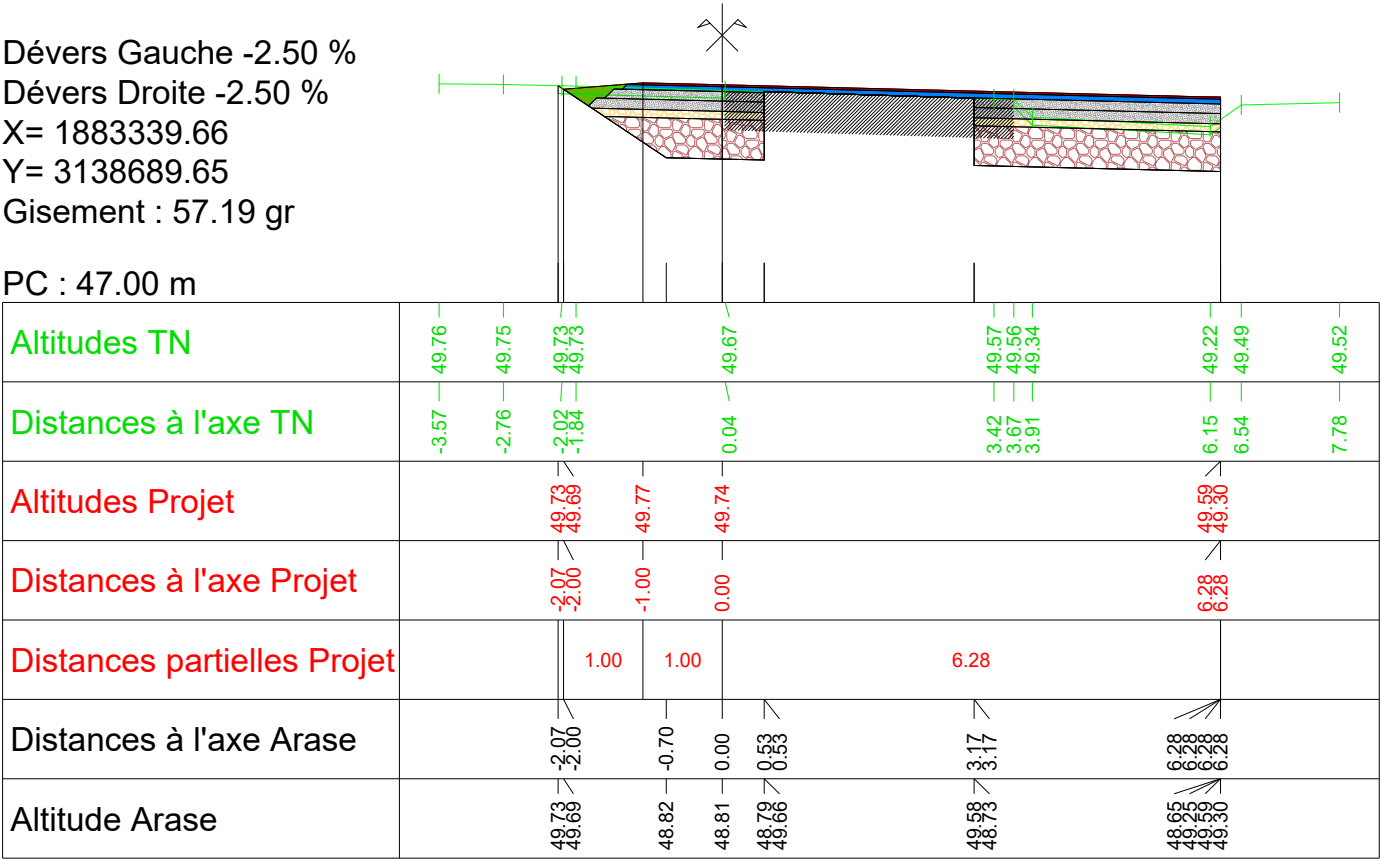 Dévers Gauche -2.50 %
Dévers Droite -2.50 %
X= 1883339.66
Y= 3138689.65
Gisement : 57.19 gr
PC : 47.00 m
Altitudes TN 49.76 49.75 49.73 49.73 49.67 49.57 49.56 49.34 49.22 49.49 49.52
Distances à l'axe TN -3.57 -2.76 -2.02 -1.84 0.04 3.42 3.67 3.91 6.15 6.54 7.78
Altitudes Projet 49.73 49.69 49.77 49.74 49.59 49.30
Distances à l'axe Projet -2.07 -2.00 -1.00 0.00 6.28 6.28
Distances partielles Projet 1.00 1.00 6.28
Distances à l'axe Arase -2.07 -2.00 -0.70 0.00 0.53 0.53 3.17 3.17 6.28 6.28 6.28 6.28
Altitude Arase 49.73 49.69 48.82 48.81 48.79 49.66 49.58 48.73 48.65 49.25 49.59 49.30